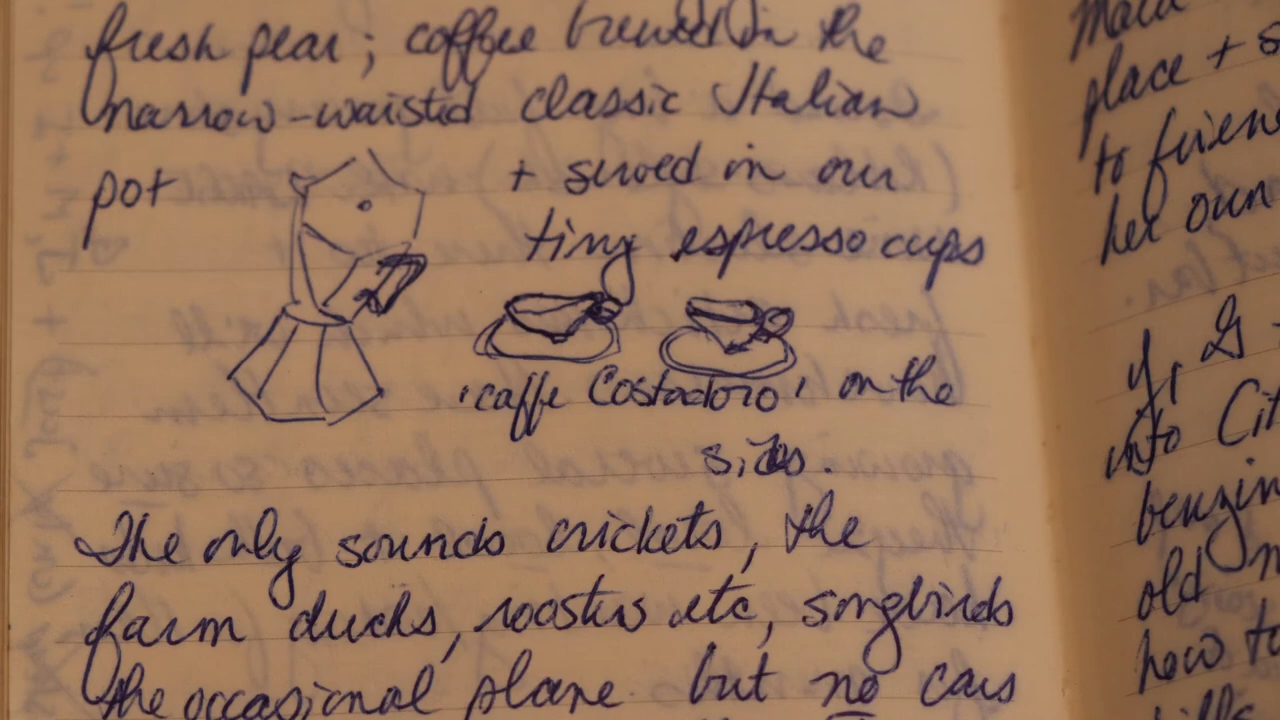 fresh pear; coffee brewed in the
narrow-waisted classic Italian
pot + served in our
tiny espresso cups
'caffe Costadoro' on the
sides.
The only sounds crickets, the
farm ducks, roosters etc, songbirds
the occasional plane. but no cars
place + s
to frien
her own
into Cit
benzin
old
how to